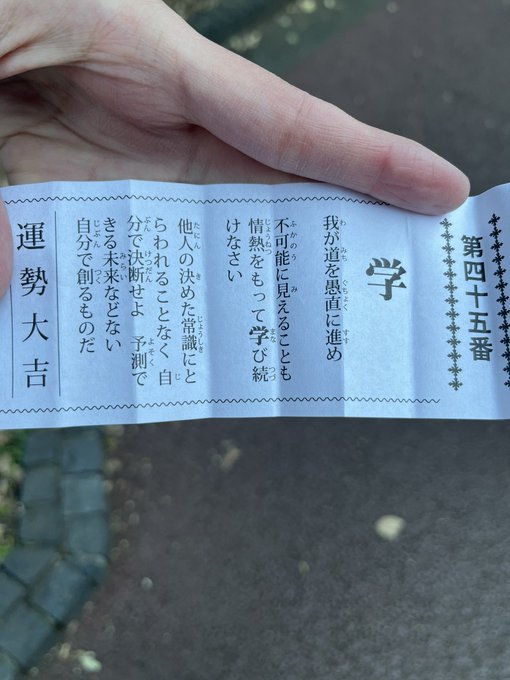 第四十五番
学
我が道を愚直に進め
不可能に見えることも
情熱をもって学び続
けなさい
他人の決めた常識にと
らわれることなく 自
分で決断せよ 予測で
きる未来などない
自分で創るものだ
運勢大吉